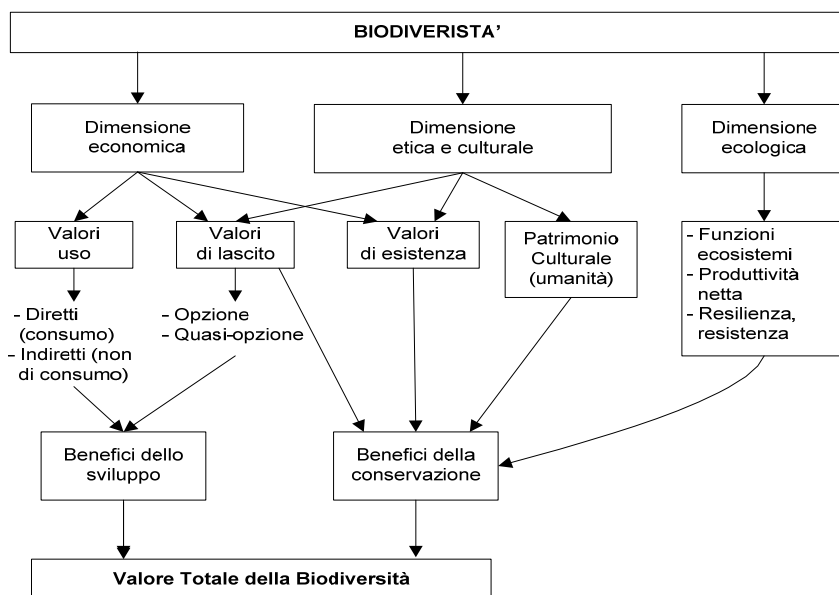 BIODIVERISTA'
Dimensione
economica
Dimensione
etica e culturale
Dimensione
ecologica
Valori
uso
Valori
di lascito
Valori
di esistenza
Patrimonio
Culturale
(umanità)
- Funzioni
ecosistemi
- Produttività
netta
- Resilienza,
resistenza
- Diretti
(consumo)
- Indiretti (non
di consumo)
- Opzione
- Quasi-opzione
Benefici dello
sviluppo
Benefici della
conservazione
Valore Totale della Biodiversità